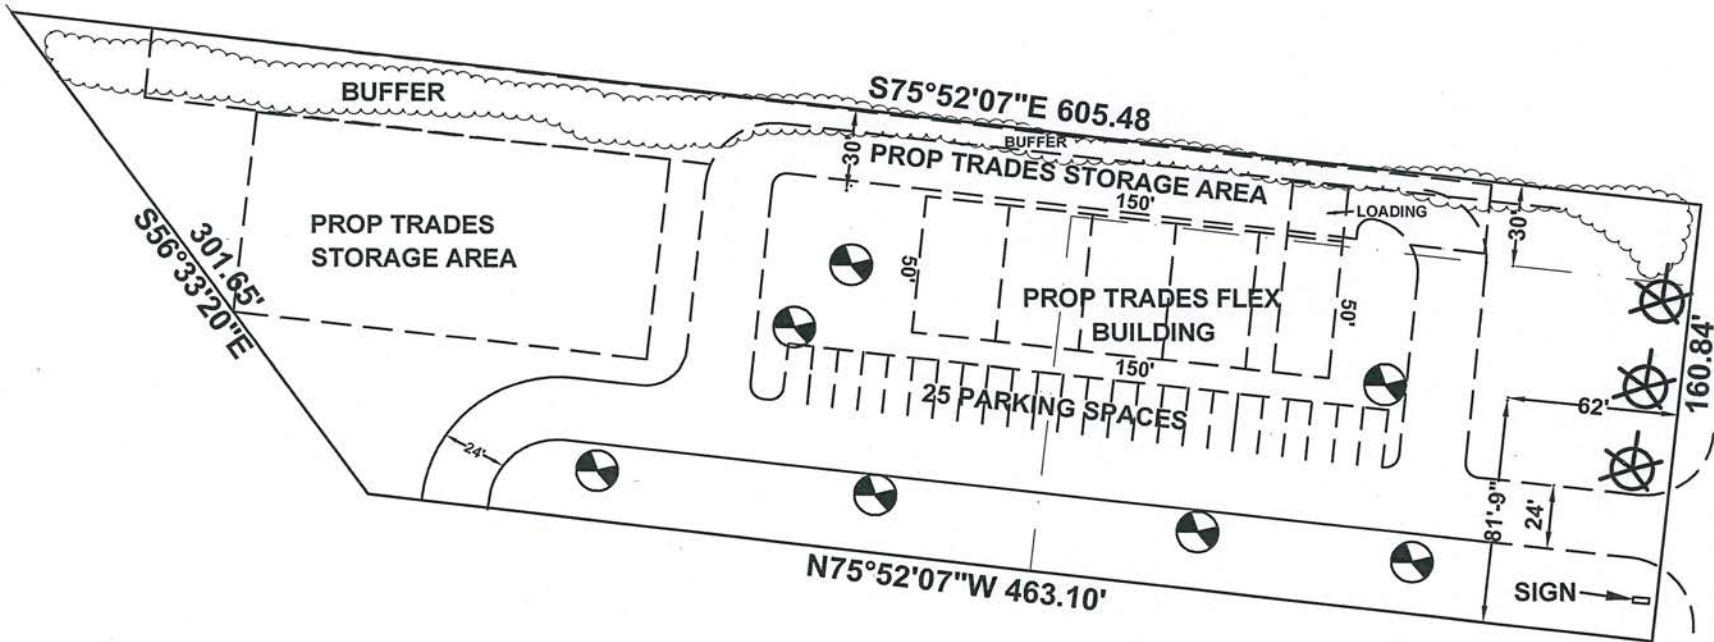 S75°52'07"E 605.48
BUFFER
BUFFER
30'
PROP TRADES STORAGE AREA
150'
LOADING
30'
PROP TRADES
STORAGE AREA
301.65'
S56°33'20"E
50'
PROP TRADES FLEX
BUILDING
50'
150'
160.84'
25 PARKING SPACES
62'
24'
81'-9"
24'
N75°52'07"W 463.10'
SIGN